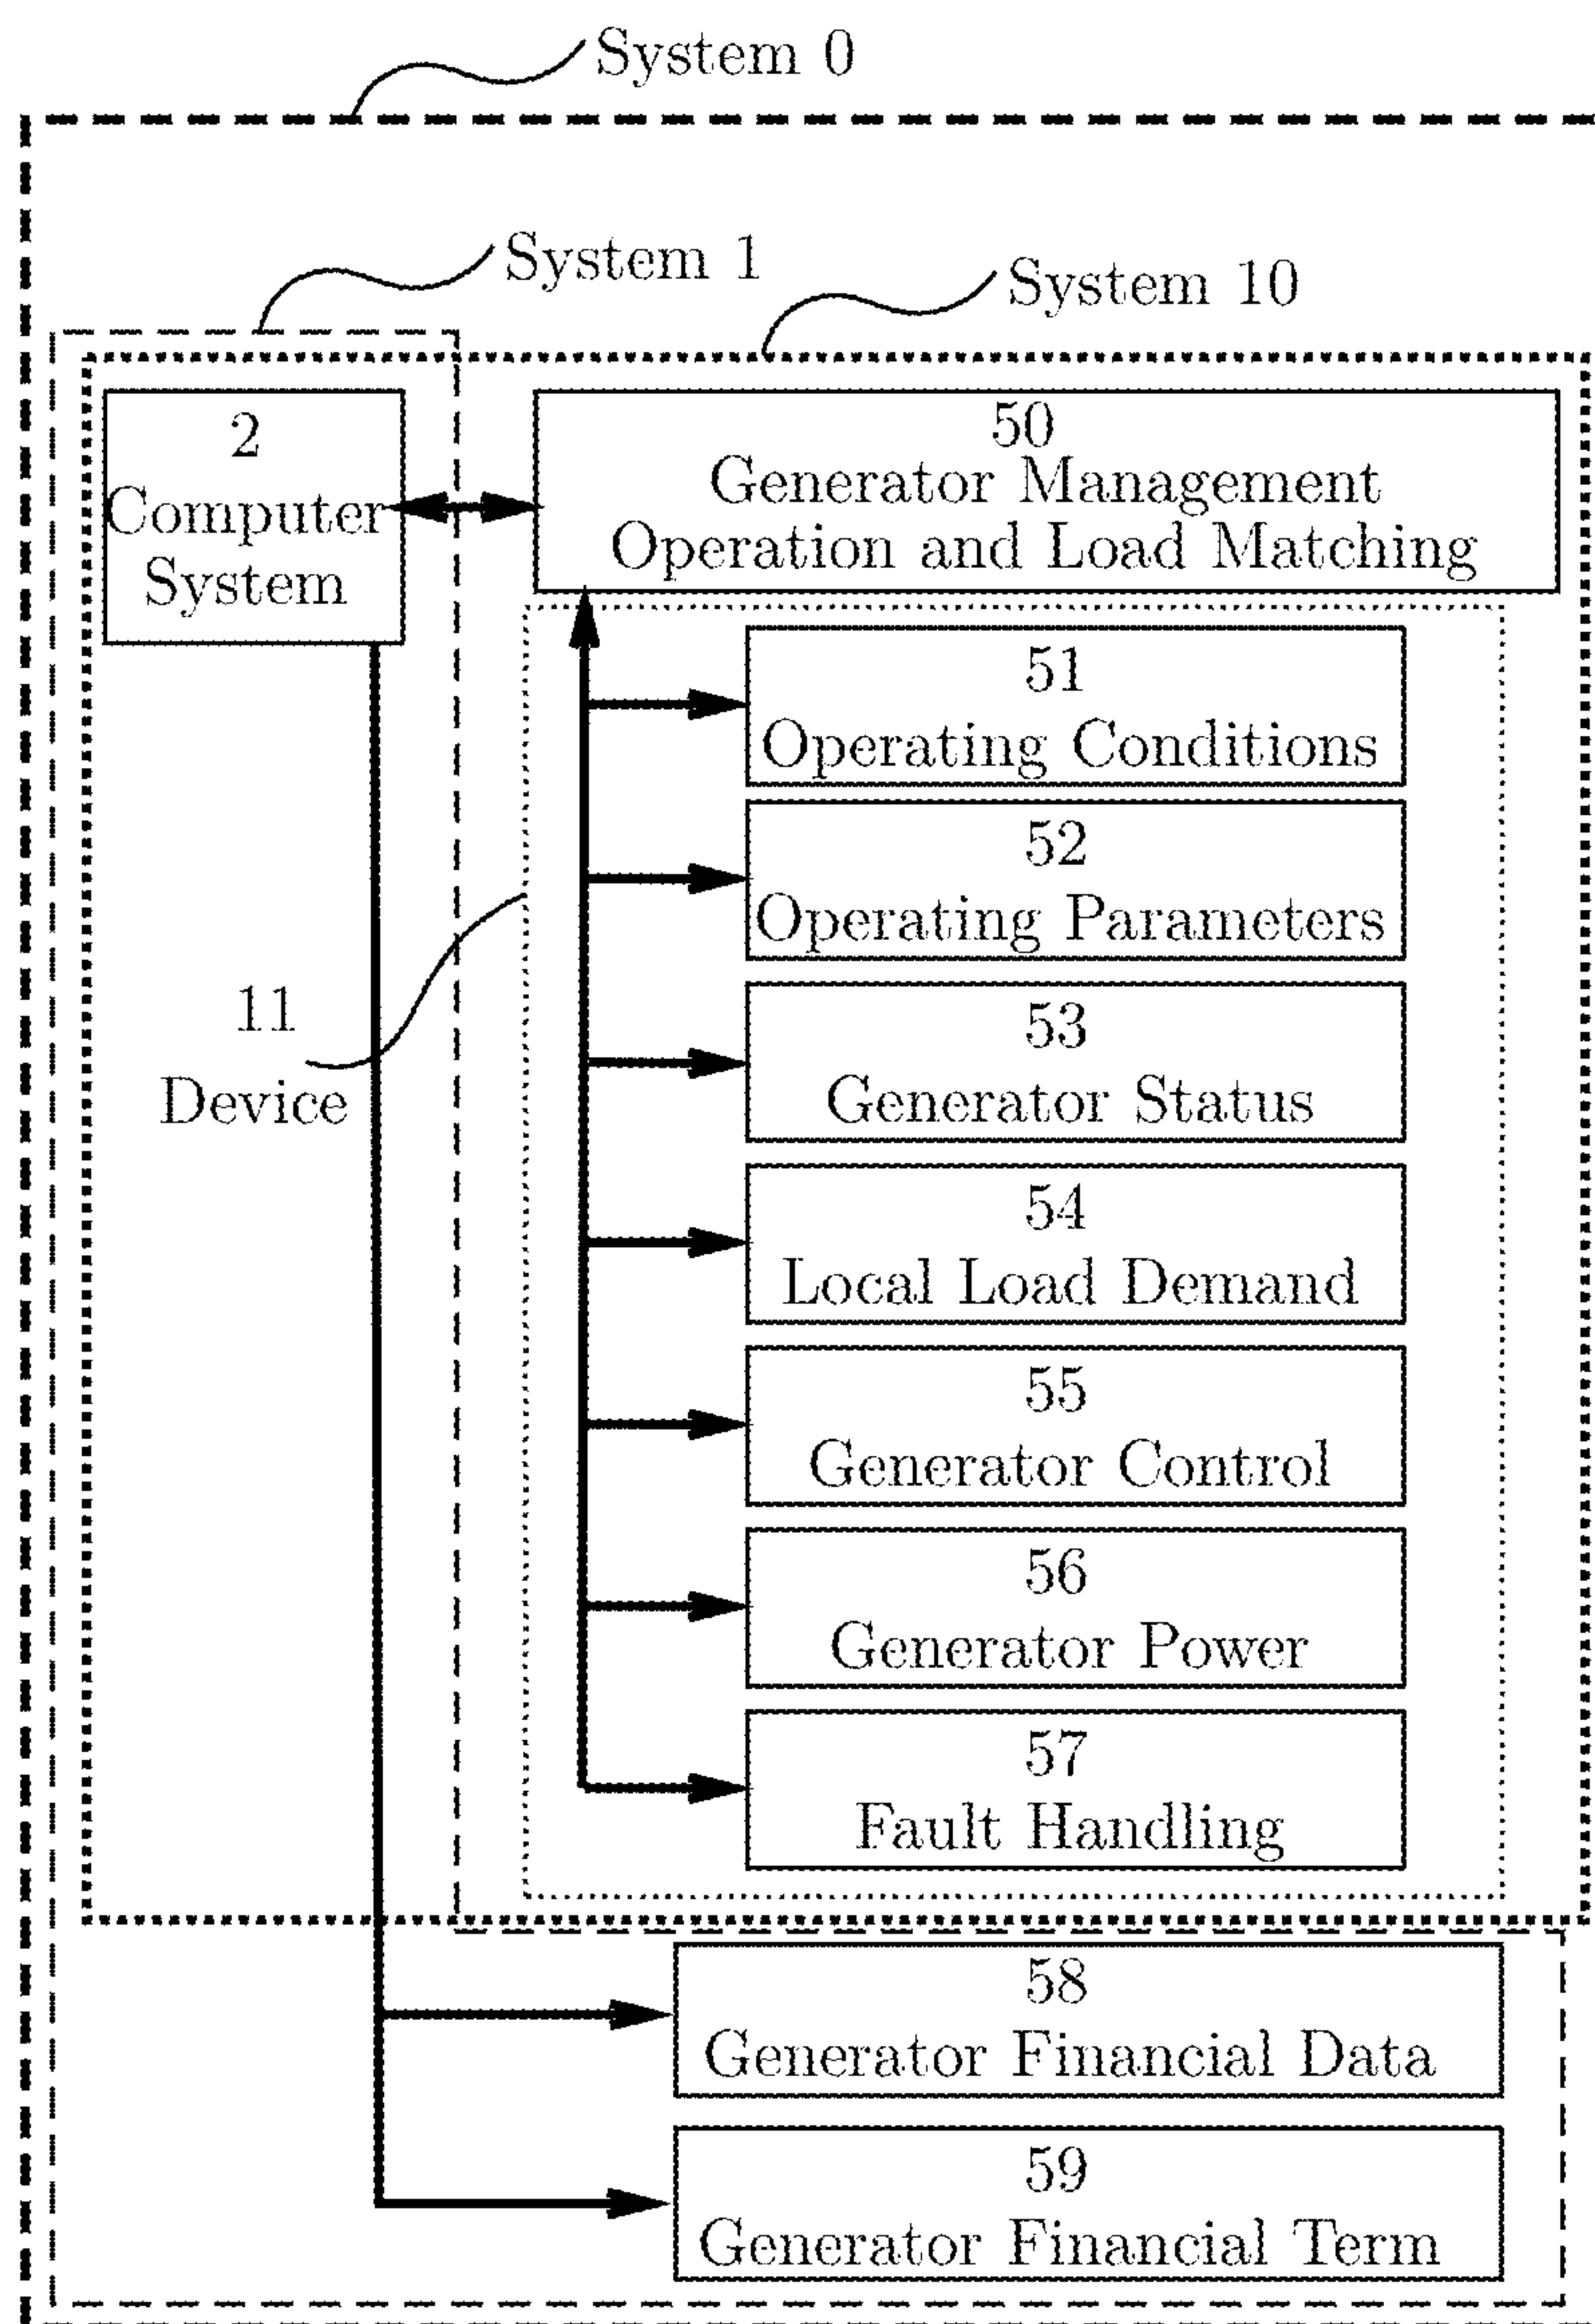 System 0
System 1
System 10
2
Computer
System
50
Generator Management
Operation and Load Matching
51
Operating Conditions
52
Operating Parameters
11
Device
53
Generator Status
54
Local Load Demand
55
Generator Control
56
Generator Power
57
Fault Handling
58
Generator Financial Data
59
Generator Financial Term